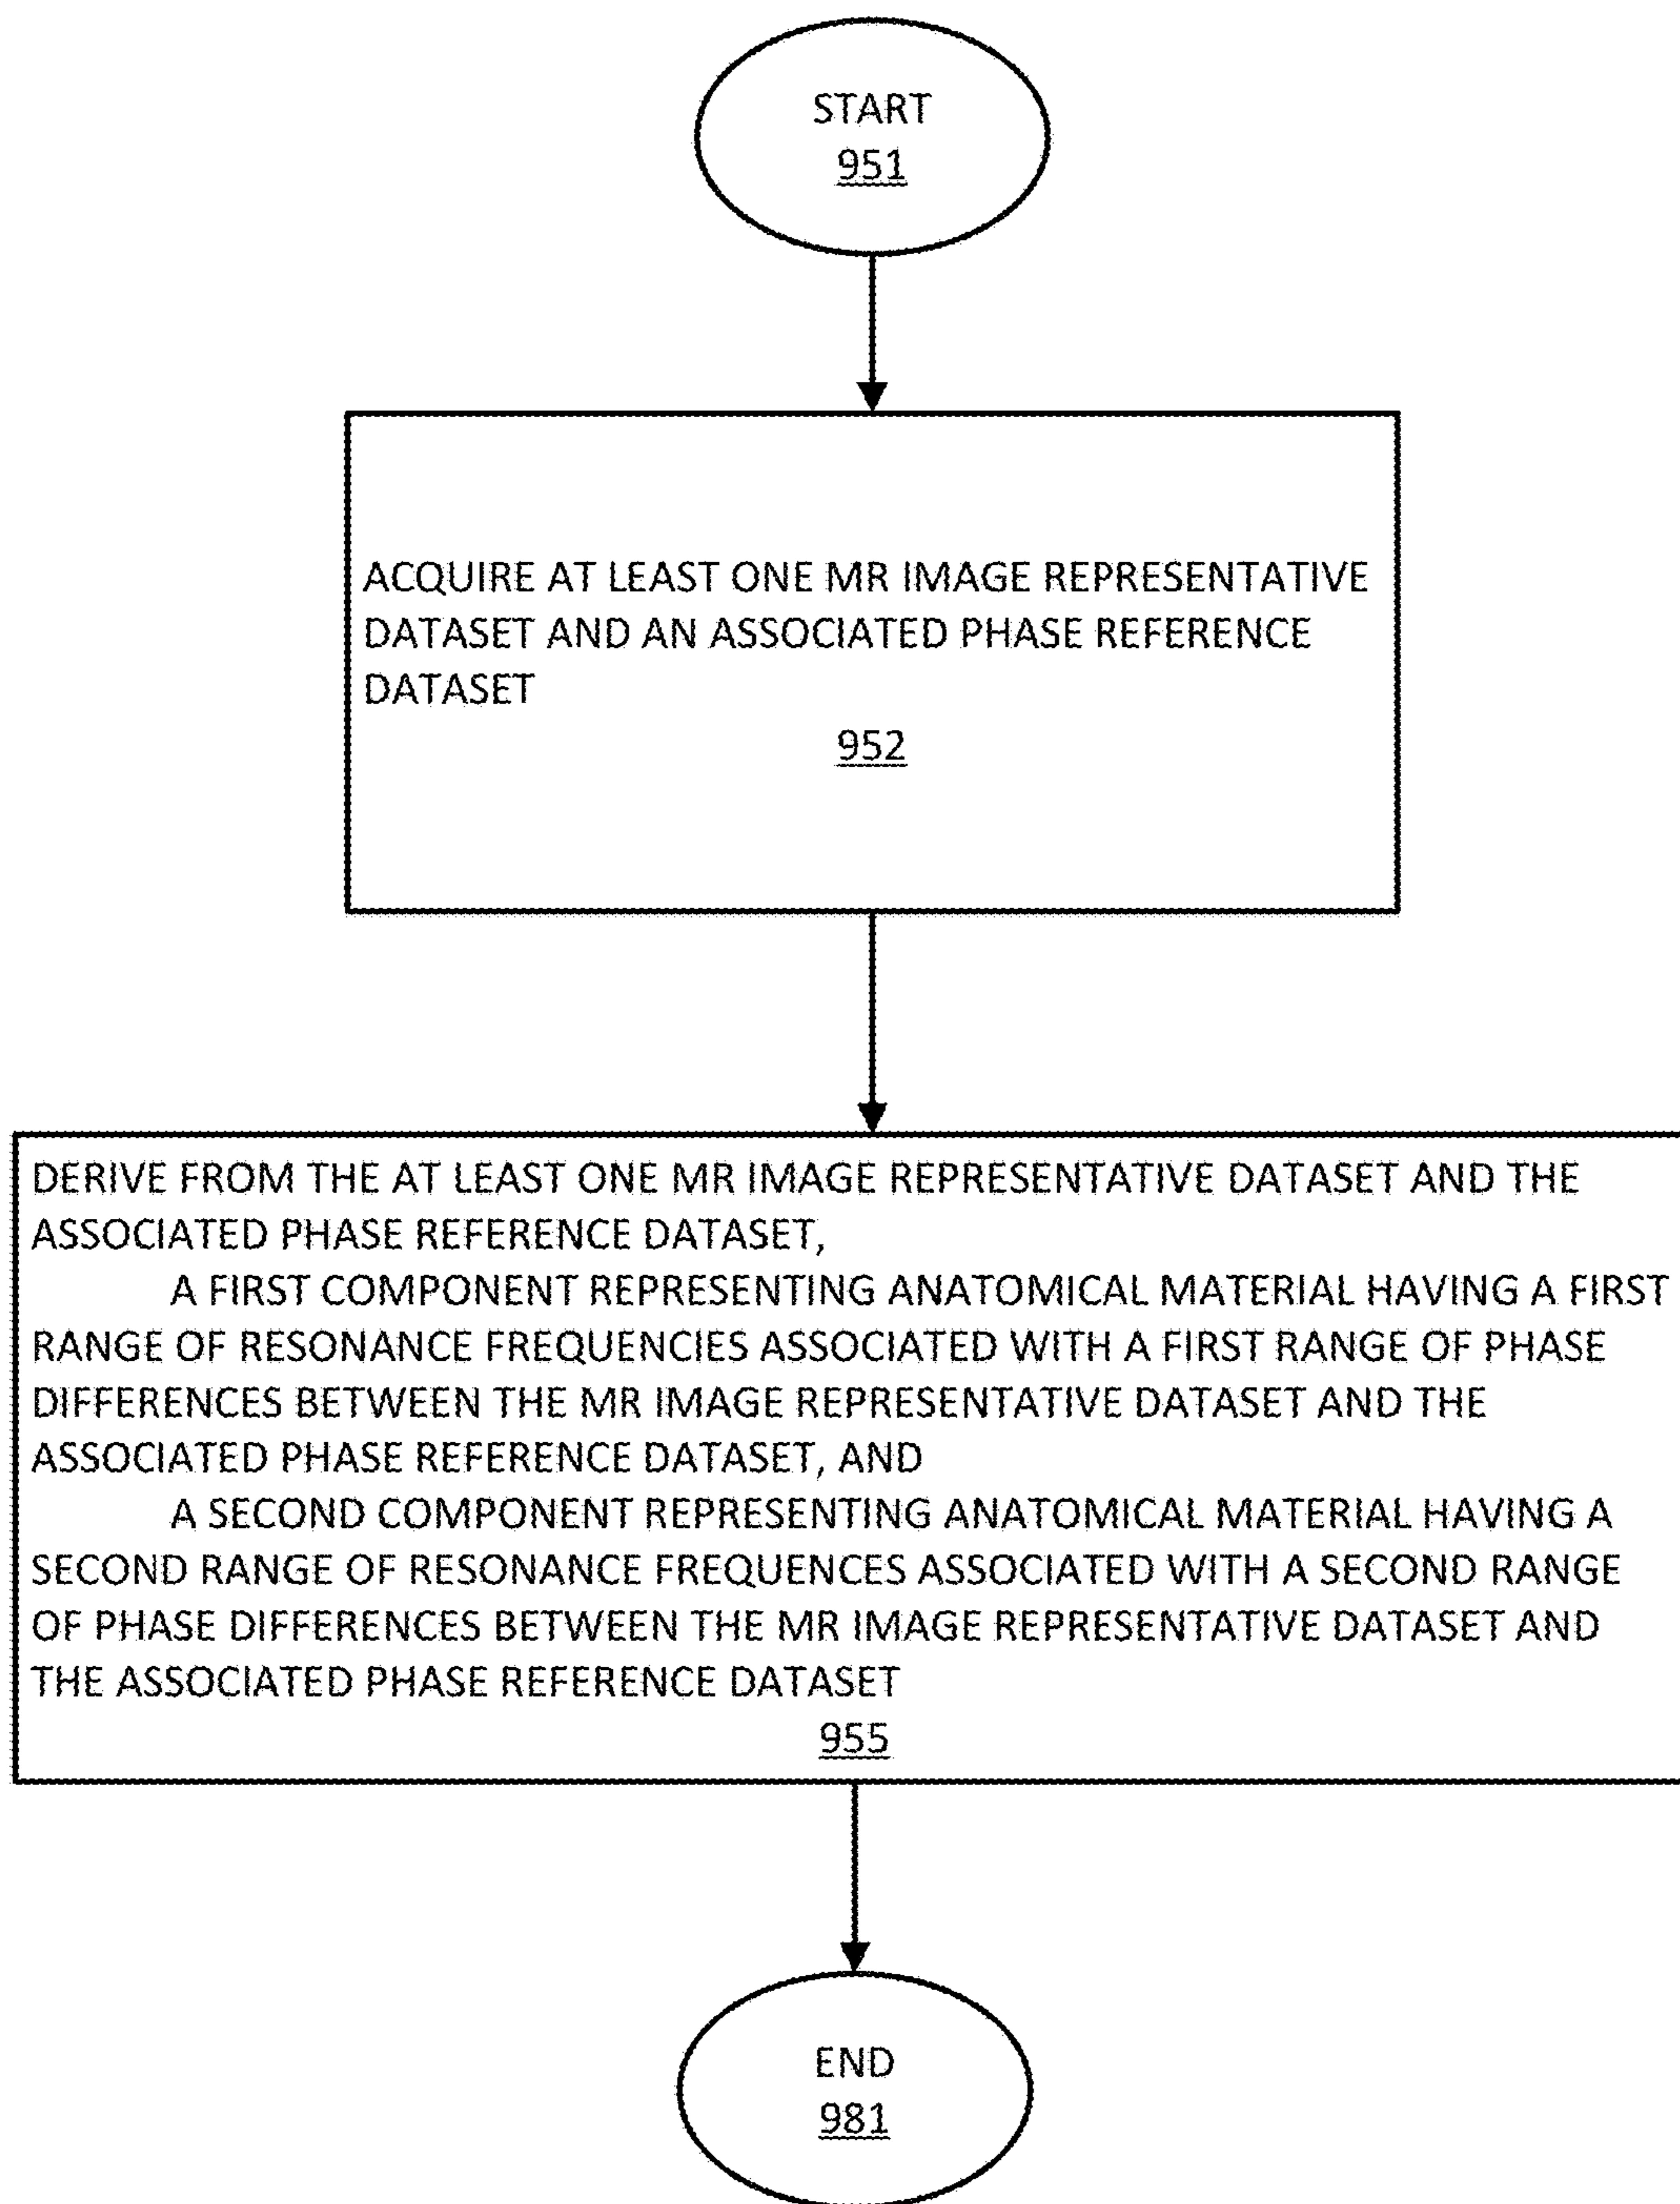 START
951
ACQUIRE AT LEAST ONE MR IMAGE REPRESENTATIVE
DATASET AND AN ASSOCIATED PHASE REFERENCE
DATASET
952
DERIVE FROM THE AT LEAST ONE MR IMAGE REPRESENTATIVE DATASET AND THE
ASSOCIATED PHASE REFERENCE DATASET,
A FIRST COMPONENT REPRESENTING ANATOMICAL MATERIAL HAVING A FIRST
RANGE OF RESONANCE FREQUENCIES ASSOCIATED WITH A FIRST RANGE OF PHASE
DIFFERENCES BETWEEN THE MR IMAGE REPRESENTATIVE DATASET AND THE
ASSOCIATED PHASE REFERENCE DATASET, AND
A SECOND COMPONENT REPRESENTING ANATOMICAL MATERIAL HAVING A
SECOND RANGE OF RESONANCE FREQUENCES ASSOCIATED WITH A SECOND RANGE
OF PHASE DIFFERENCES BETWEEN THE MR IMAGE REPRESENTATIVE DATASET AND
THE ASSOCIATED PHASE REFERENCE DATASET
955
END
981